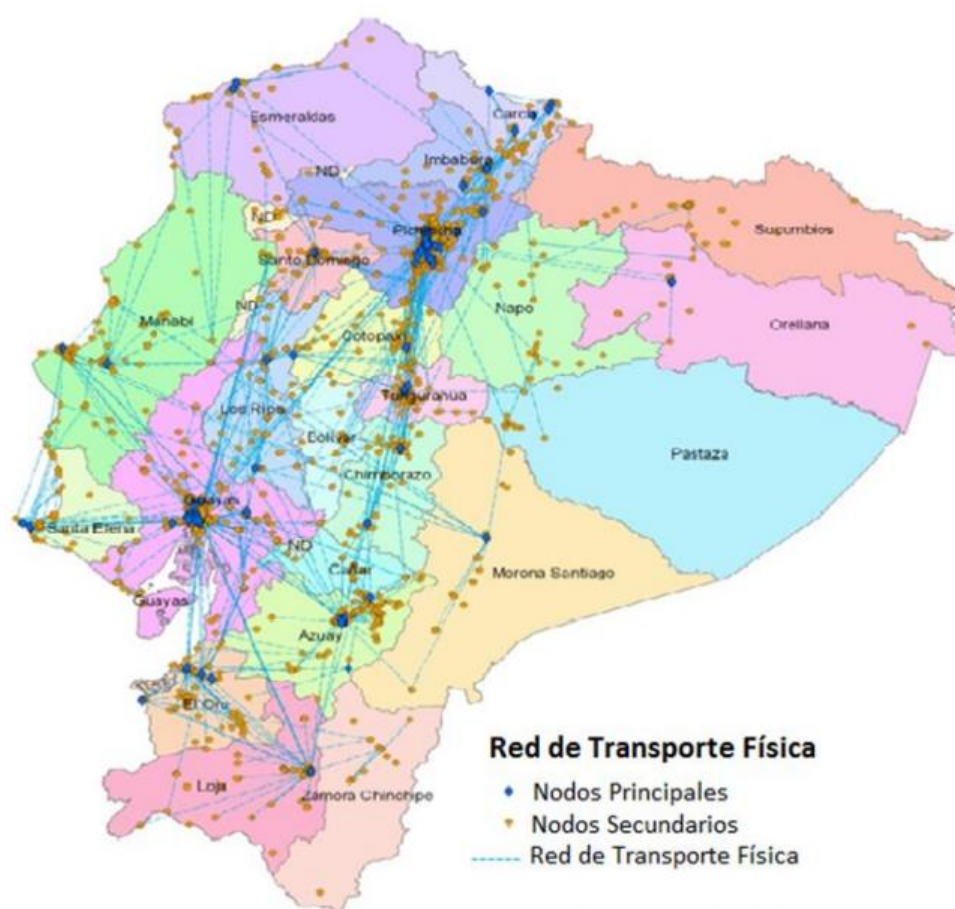 Esmeraldas
Carchi
Imbabura
ND
ND
Pichincha
Sucumbios
Santo Domingo
ND
Napo
Manabi
Cotopaxi
Orellana
Tungurahua
Los Rios
Bolivar
Pastaza
Chimborazo
Guayas
Santa Elena
ND
Cañar
Morona Santiago
Guayas
Azuay
El Oro
Loja
Zamora Chinchipe
Red de Transporte Física
Nodos Principales
Nodos Secundarios
Red de Transporte Física